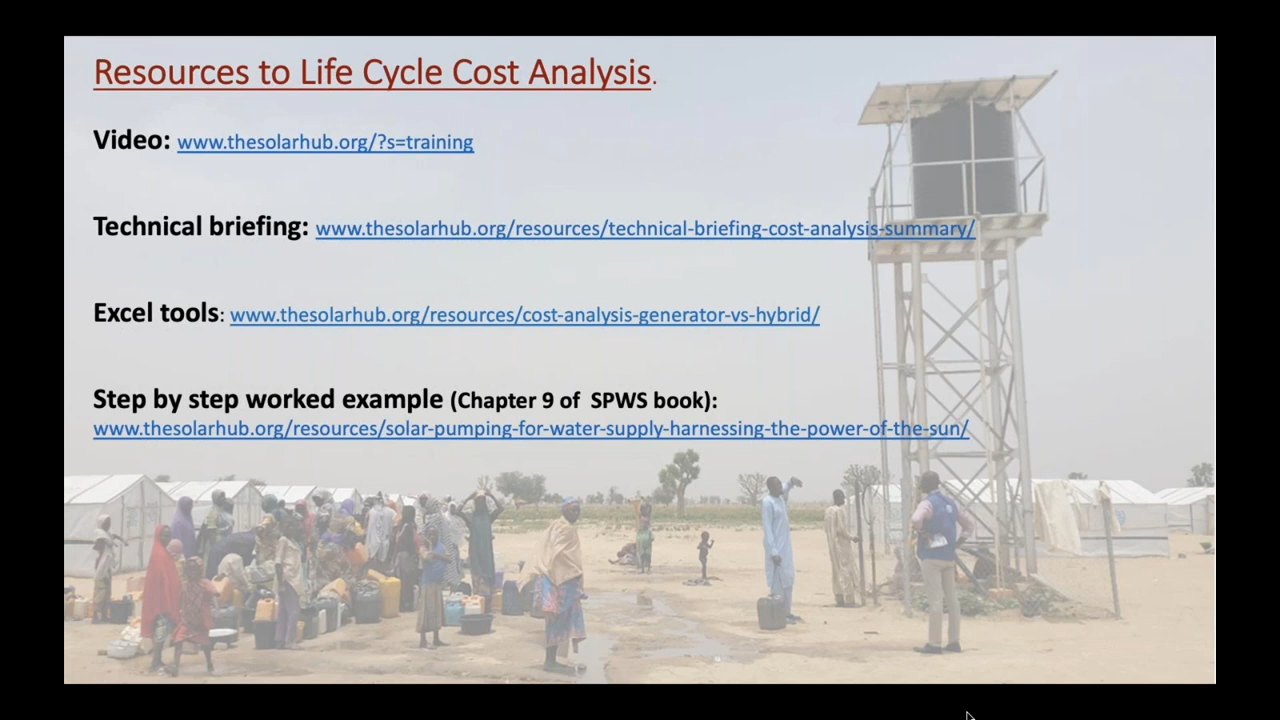 Resources to Life Cycle Cost Analysis.
Video: www.thesolarhub.org/?s=training
Technical briefing: www.thesolarhub.org/resources/technical-briefing-cost-analysis-summary/
Excel tools: www.thesolarhub.org/resources/cost-analysis-generator-vs-hybrid/
Step by step worked example (Chapter 9 of SPWS book):
www.thesolarhub.org/resources/solar-pumping-for-water-supply-harnessing-the-power-of-the-sun/